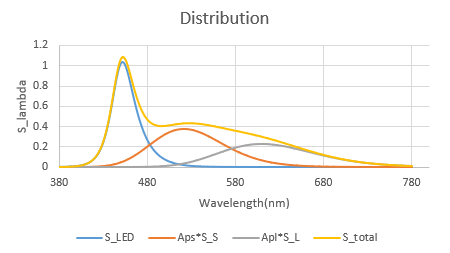 Distribution
1.2
1
0.8
0.6
0.4
0.2
0
S_lambda
380 480 580 680 780
Wavelength(nm)
S_LED Aps*S_S Apl*S_L S_total